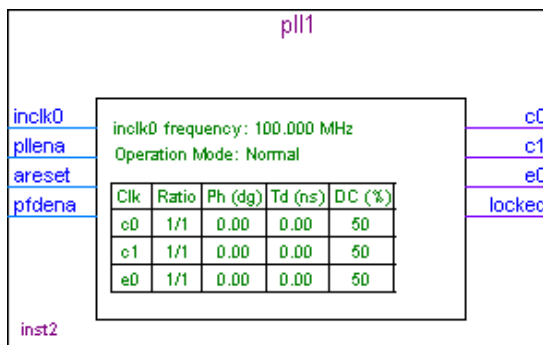 pll1
inclk0
pllena
areset
pfdena
inclk0 frequency: 100.000 MHz
Operation Mode: Normal
Clk Ratio Ph (dg) Td (ns) DC (%)
c0 1/1 0.00 0.00 50
c1 1/1 0.00 0.00 50
e0 1/1 0.00 0.00 50
c0
c1
e0
locked
inst2